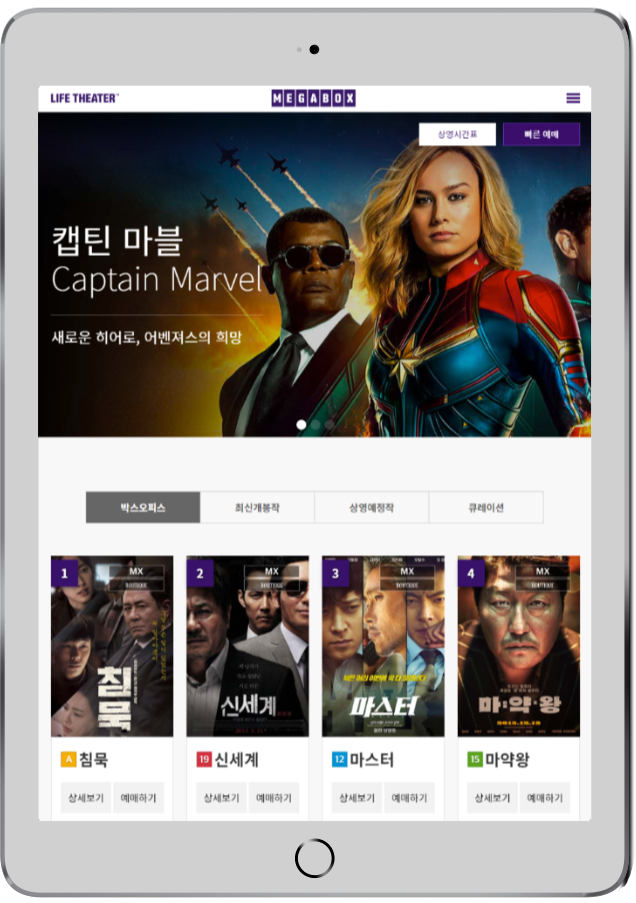 LIFE THEATER™
MEGABOX
상영시간표
빠른 예매
캡틴 마블
Captain Marvel
새로운 히어로, 어벤져스의 희망
박스오피스
최신개봉작
상영예정작
큐레이션
1
MX
BOUTIQUE
침묵
2
MX
BOUTIQUE
신세계
3
MX
BOUTIQUE
마스터
4
MX
BOUTIQUE
마·약·왕
A 침묵
19 신세계
12 마스터
15 마약왕
상세보기 예매하기
상세보기 예매하기
상세보기 예매하기
상세보기 예매하기